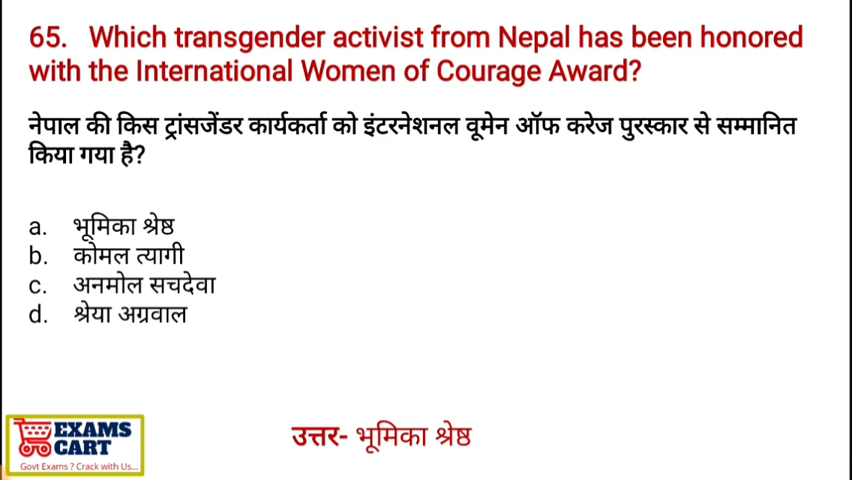 65. Which transgender activist from Nepal has been honored
with the International Women of Courage Award?
नेपाल की किस ट्रांसजेंडर कार्यकर्ता को इंटरनेशनल वूमेन ऑफ करेज पुरस्कार से सम्मानित
किया गया है?
a. भूमिका श्रेष्ठ
b. कोमल त्यागी
c. अनमोल सचदेवा
d. श्रेया अग्रवाल
उत्तर- भूमिका श्रेष्ठ
EXAMS
CART
Govt Exams ? Crack with Us...